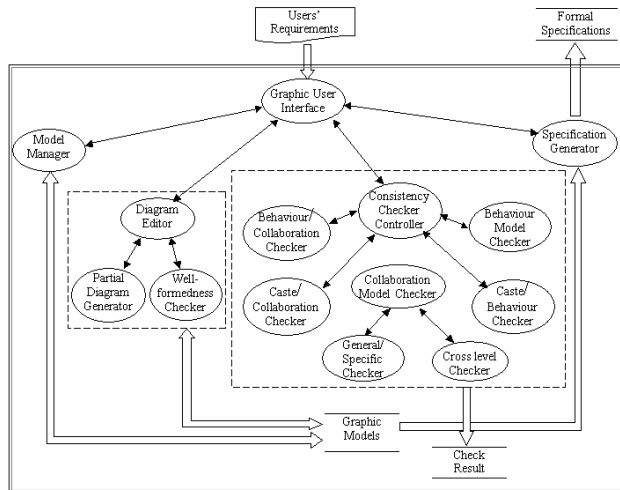 Users'
Requirements
Formal
Specifications
Graphic User
Interface
Model
Manager
Specification
Generator
Diagram
Editor
Partial
Diagram
Generator
Well-
formedness
Checker
Consistency
Checker
Controller
Behaviour/
Collaboration
Checker
Behaviour
Model
Checker
Caste/
Collaboration
Checker
Collaboration
Model Checker
Caste/
Behaviour
Checker
General/
Specific
Checker
Cross level
Checker
Graphic
Models
Check
Result